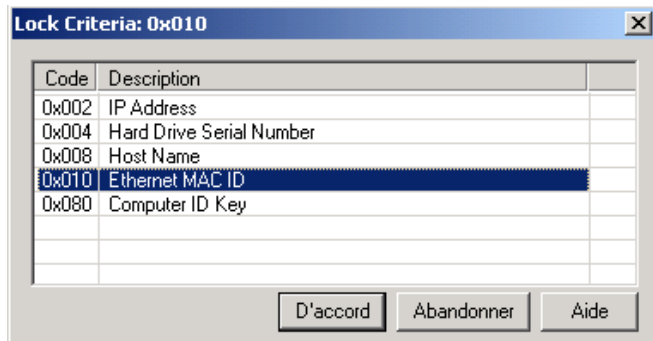 Lock Criteria: 0x010
Code Description
0x002 IP Address
0x004 Hard Drive Serial Number
0x008 Host Name
0x010 Ethernet MAC ID
0x080 Computer ID Key
D'accord Abandonner Aide